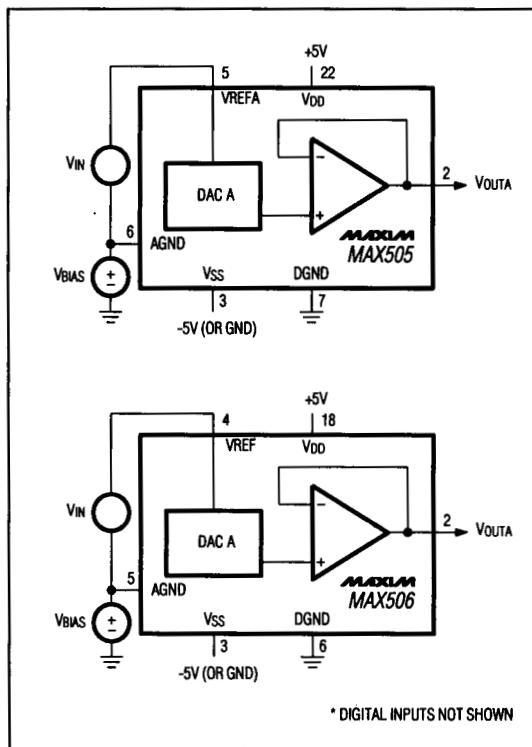 +5V
5
22
VREFA
VDD
VIN
DAC A
−
+
2
VOUTA
6
AGND
MAXIM
MAX505
VBIAS
+
−
VSS
DGND
3
7
-5V (OR GND)
+5V
4
18
VREF
VDD
VIN
DAC A
−
+
2
VOUTA
5
AGND
MAXIM
MAX506
VBIAS
+
−
VSS
DGND
3
6
-5V (OR GND)
* DIGITAL INPUTS NOT SHOWN